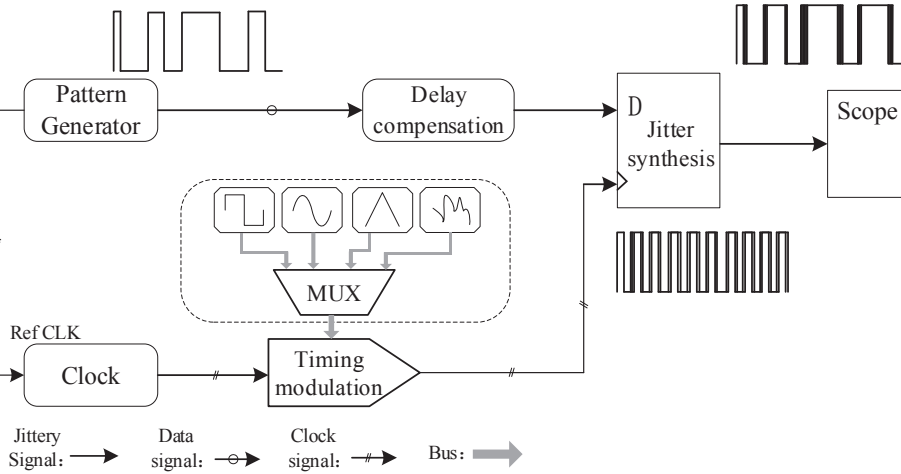 Pattern
Generator
Delay
compensation
D
Jitter
synthesis
Scope
MUX
Ref CLK
Clock
Timing
modulation
Jittery
Signal:
Data
signal:
Clock
signal:
Bus: